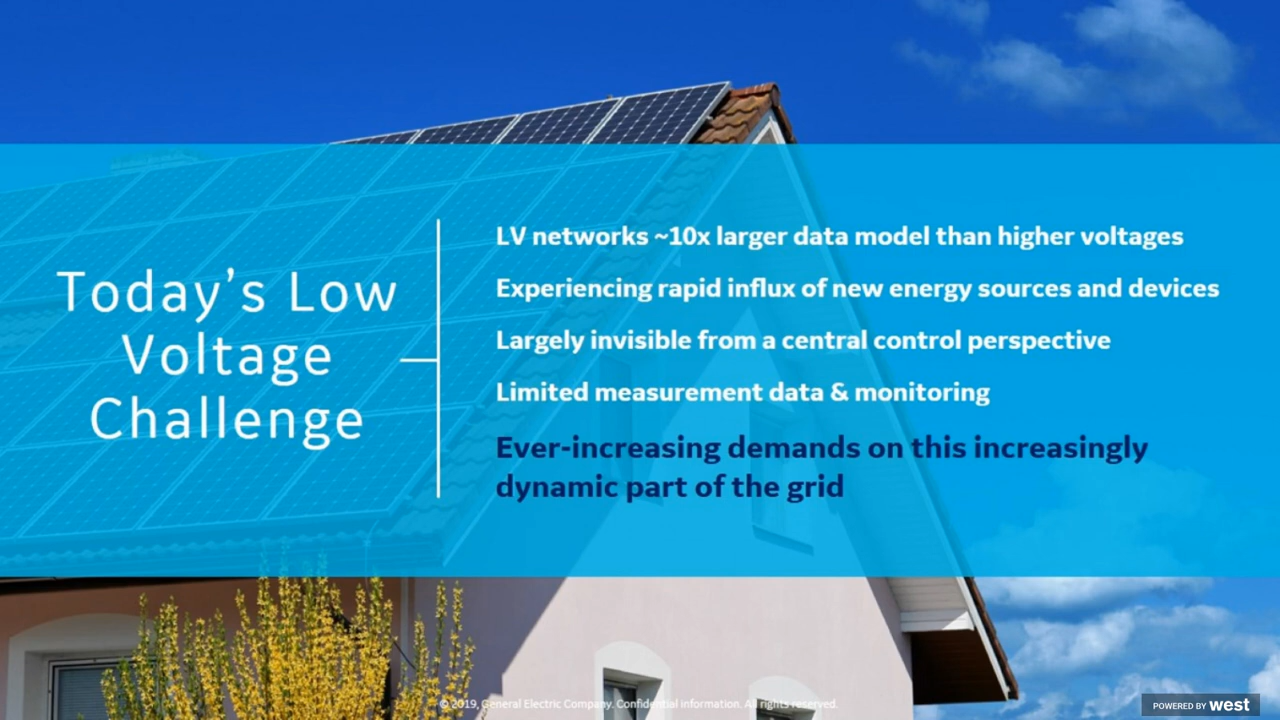 Today's Low
Voltage
Challenge
LV networks ~10x larger data model than higher voltages
Experiencing rapid influx of new energy sources and devices
Largely invisible from a central control perspective
Limited measurement data & monitoring
Ever-increasing demands on this increasingly
dynamic part of the grid
© 2019, General Electric Company. Confidential Information. All rights reserved.
POWERED BY west